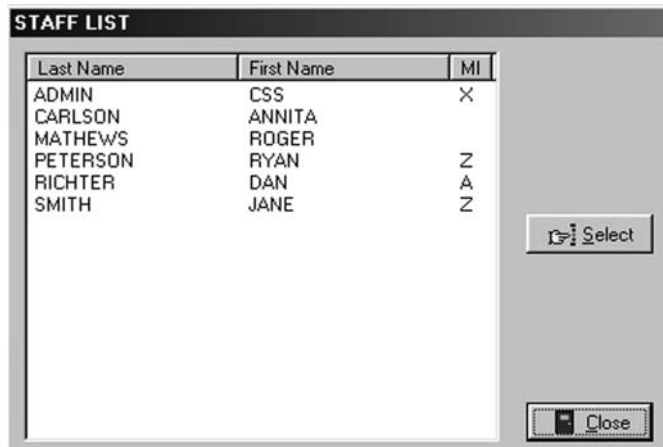 STAFF LIST
Last Name First Name MI
ADMIN CSS X
CARLSON ANNITA
MATHEWS ROGER
PETERSON RYAN Z
RICHTER DAN A
SMITH JANE Z
Select
Close